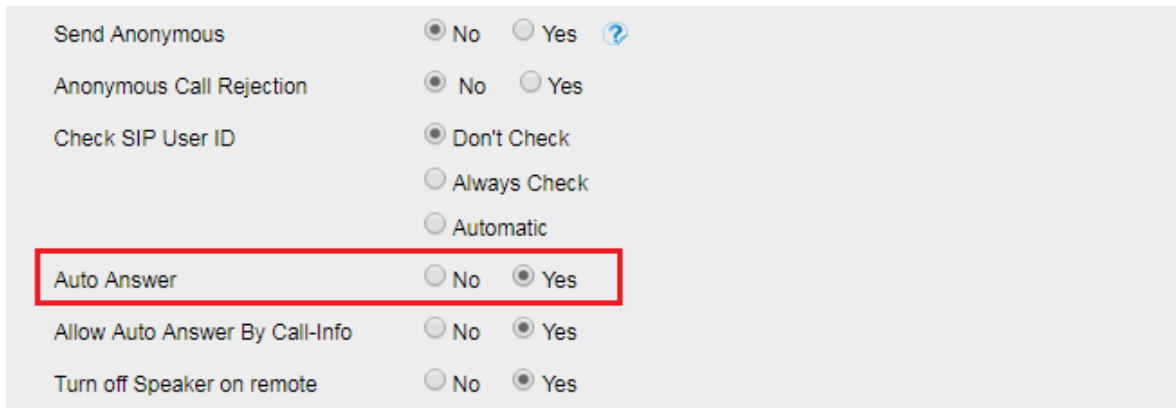 Send Anonymous No Yes ?
Anonymous Call Rejection No Yes
Check SIP User ID Don't Check
Always Check
Automatic
Auto Answer No Yes
Allow Auto Answer By Call-Info No Yes
Turn off Speaker on remote No Yes